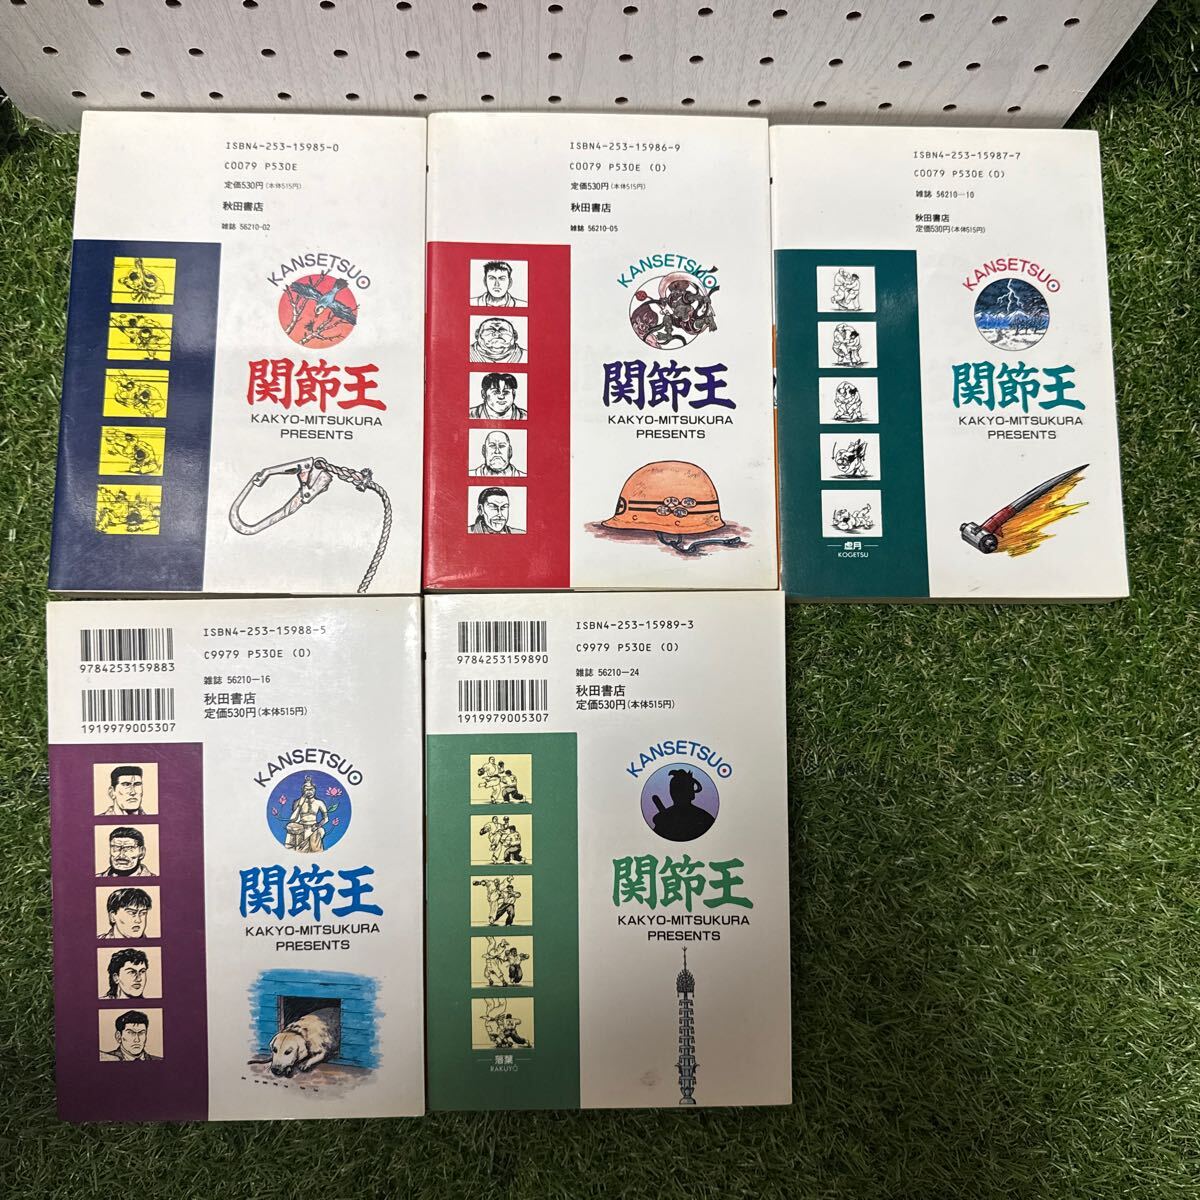 ISBN4-253-15985-0
C0079 P530E
定価530円(本体515円)
秋田書店
雑誌 56210-02
KANSETSUO
関節王
KAKYO-MITSUKURA
PRESENTS
ISBN4-253-15986-9
C0079 P530E (0)
定価530円(本体515円)
秋田書店
雑誌 56210-05
KANSETSUO
関節王
KAKYO-MITSUKURA
PRESENTS
ISBN4-253-15987-7
C0079 P530E (0)
雑誌 56210-10
秋田書店
定価530円(本体515円)
KANSETSUO
関節王
KAKYO-MITSUKURA
PRESENTS
虚月
KOGETSU
9784253159883
1919979005307
ISBN4-253-15988-5
C9979 P530E (0)
雑誌 56210-16
秋田書店
定価530円(本体515円)
KANSETSUO
関節王
KAKYO-MITSUKURA
PRESENTS
9784253159890
1919979005307
ISBN4-253-15989-3
C9979 P530E (0)
雑誌 56210-24
秋田書店
定価530円(本体515円)
KANSETSUO
関節王
KAKYO-MITSUKURA
PRESENTS
落葉
RAKUYŌ